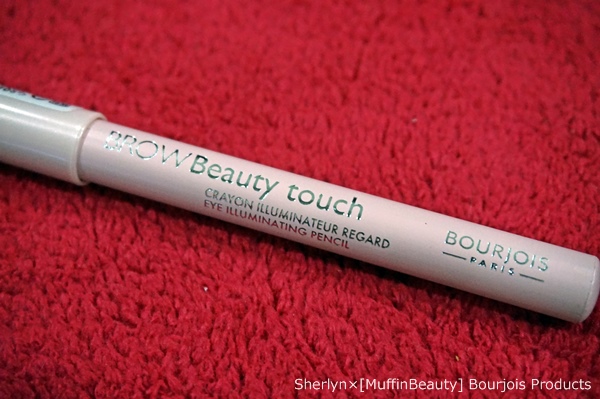 BROW Beauty touch
CRAYON ILLUMINATEUR REGARD
EYE ILLUMINATING PENCIL
BOURJOIS
PARIS
Sherlyn×[MuffinBeauty] Bourjois Products